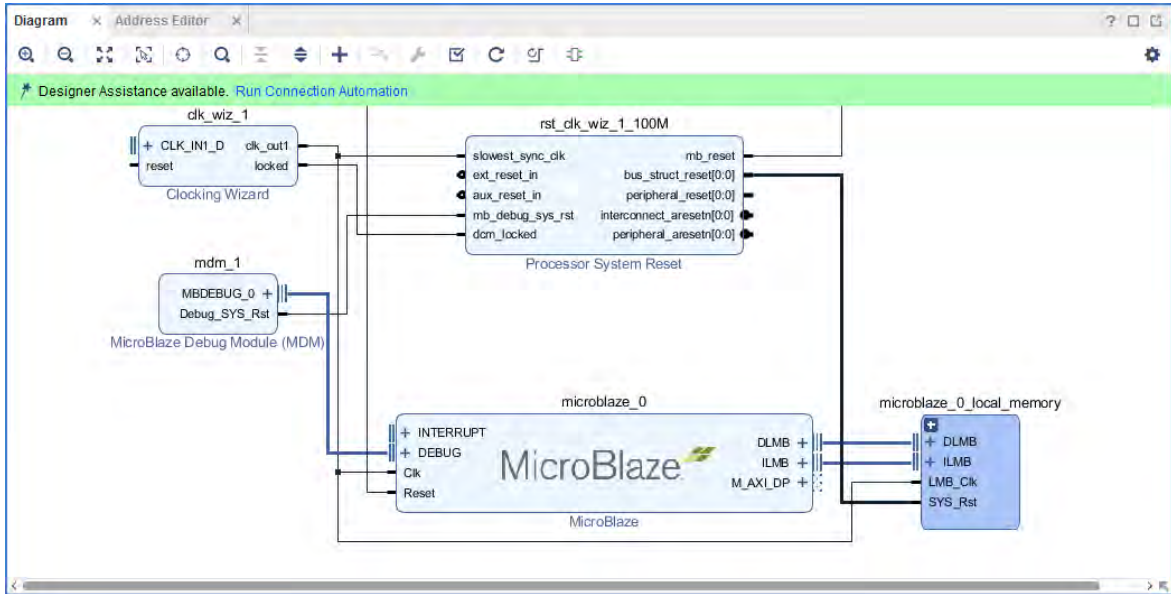 Diagram × Address Editor ×
Designer Assistance available. Run Connection Automation
clk_wiz_1
CLK_IN1_D clk_out1
reset locked
Clocking Wizard
rst_clk_wiz_1_100M
slowest_sync_clk mb_reset
ext_reset_in bus_struct_reset[0:0]
aux_reset_in peripheral_reset[0:0]
mb_debug_sys_rst interconnect_aresetn[0:0]
dcm_locked peripheral_aresetn[0:0]
Processor System Reset
mdm_1
MBDEBUG_0
Debug_SYS_Rst
MicroBlaze Debug Module (MDM)
microblaze_0
INTERRUPT
DEBUG
Clk
Reset
MicroBlaze
DLMB
ILMB
M_AXI_DP
MicroBlaze
microblaze_0_local_memory
DLMB
ILMB
LMB_Clk
SYS_Rst